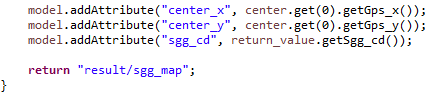 model.addAttribute("center_x", center.get(0).getGps_x());
model.addAttribute("center_y", center.get(0).getGps_y());
model.addAttribute("sgg_cd", return_value.getSgg_cd());
return "result/sgg_map";
}